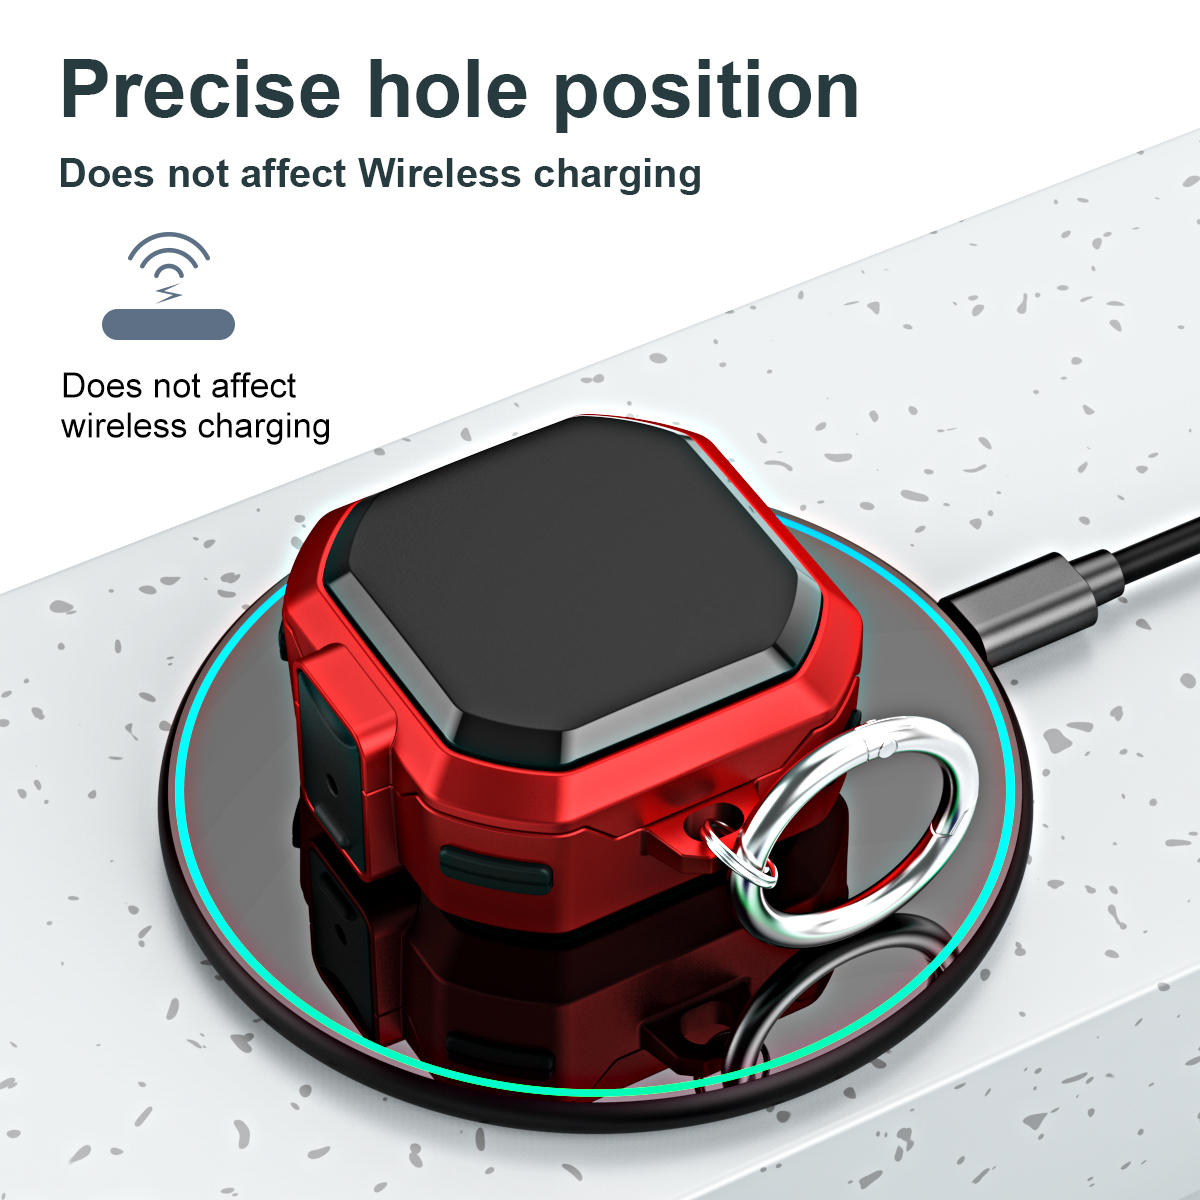 Precise hole position
Does not affect Wireless charging
Does not affect
wireless charging